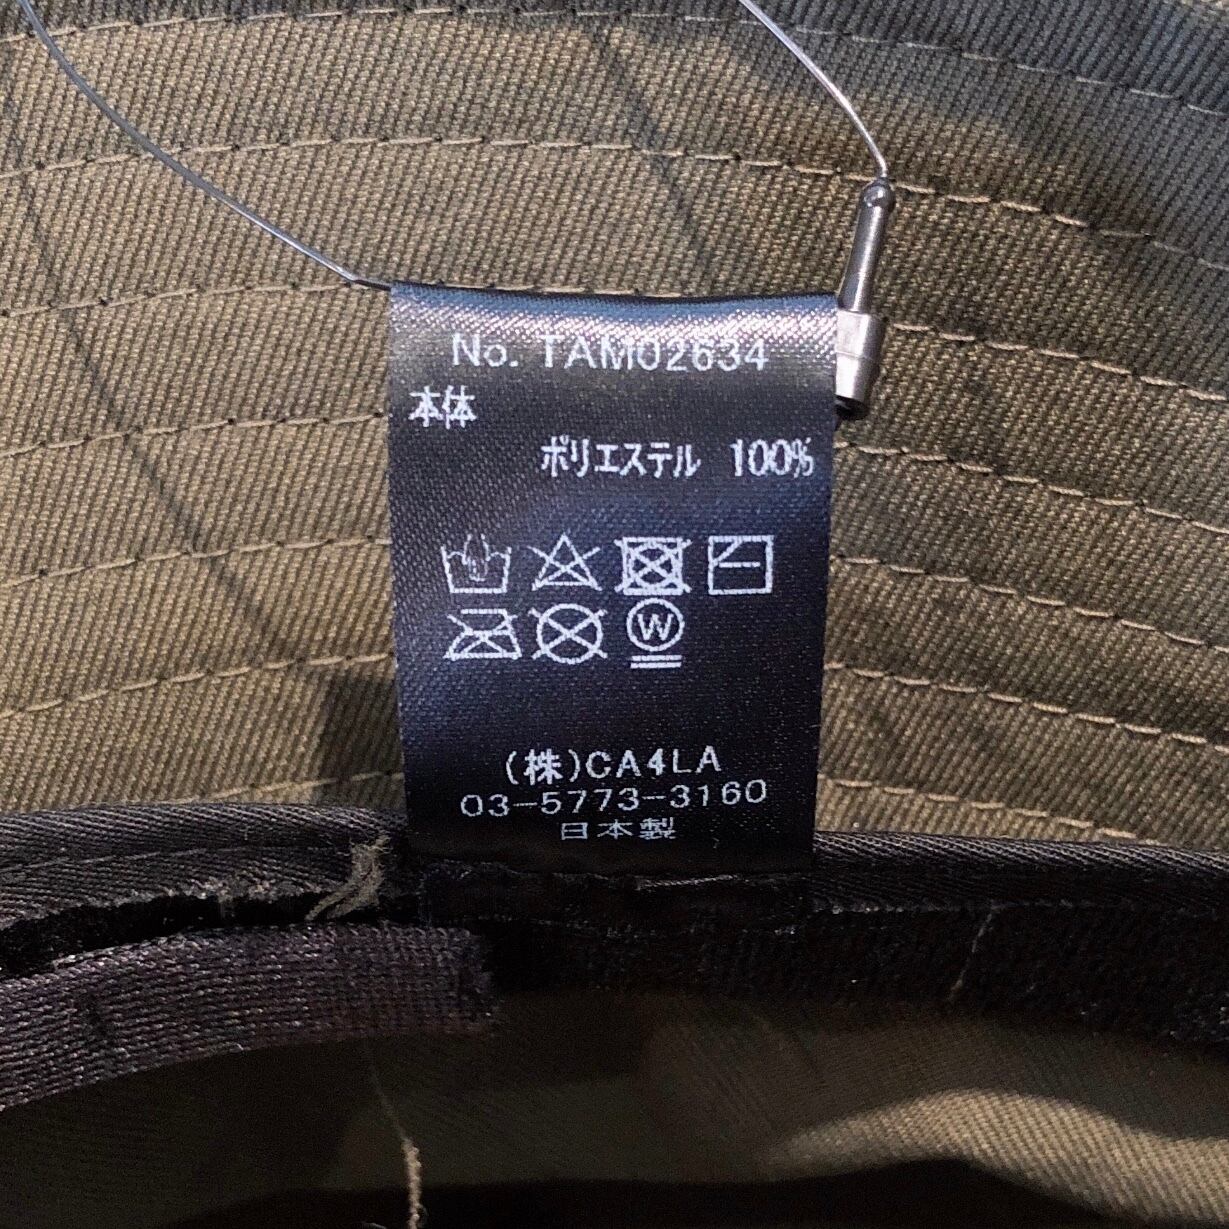 No. TAM02634
本体
ポリエステル 100%
W
(株)CA4LA
03-5773-3160
日本製